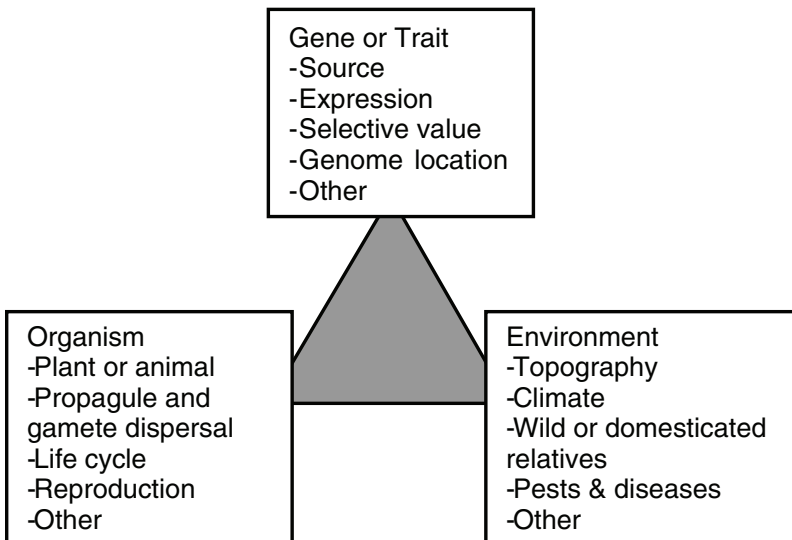 Gene or Trait
-Source
-Expression
-Selective value
-Genome location
-Other
Organism
-Plant or animal
-Propagule and
gamete dispersal
-Life cycle
-Reproduction
-Other
Environment
-Topography
-Climate
-Wild or domesticated
relatives
-Pests & diseases
-Other